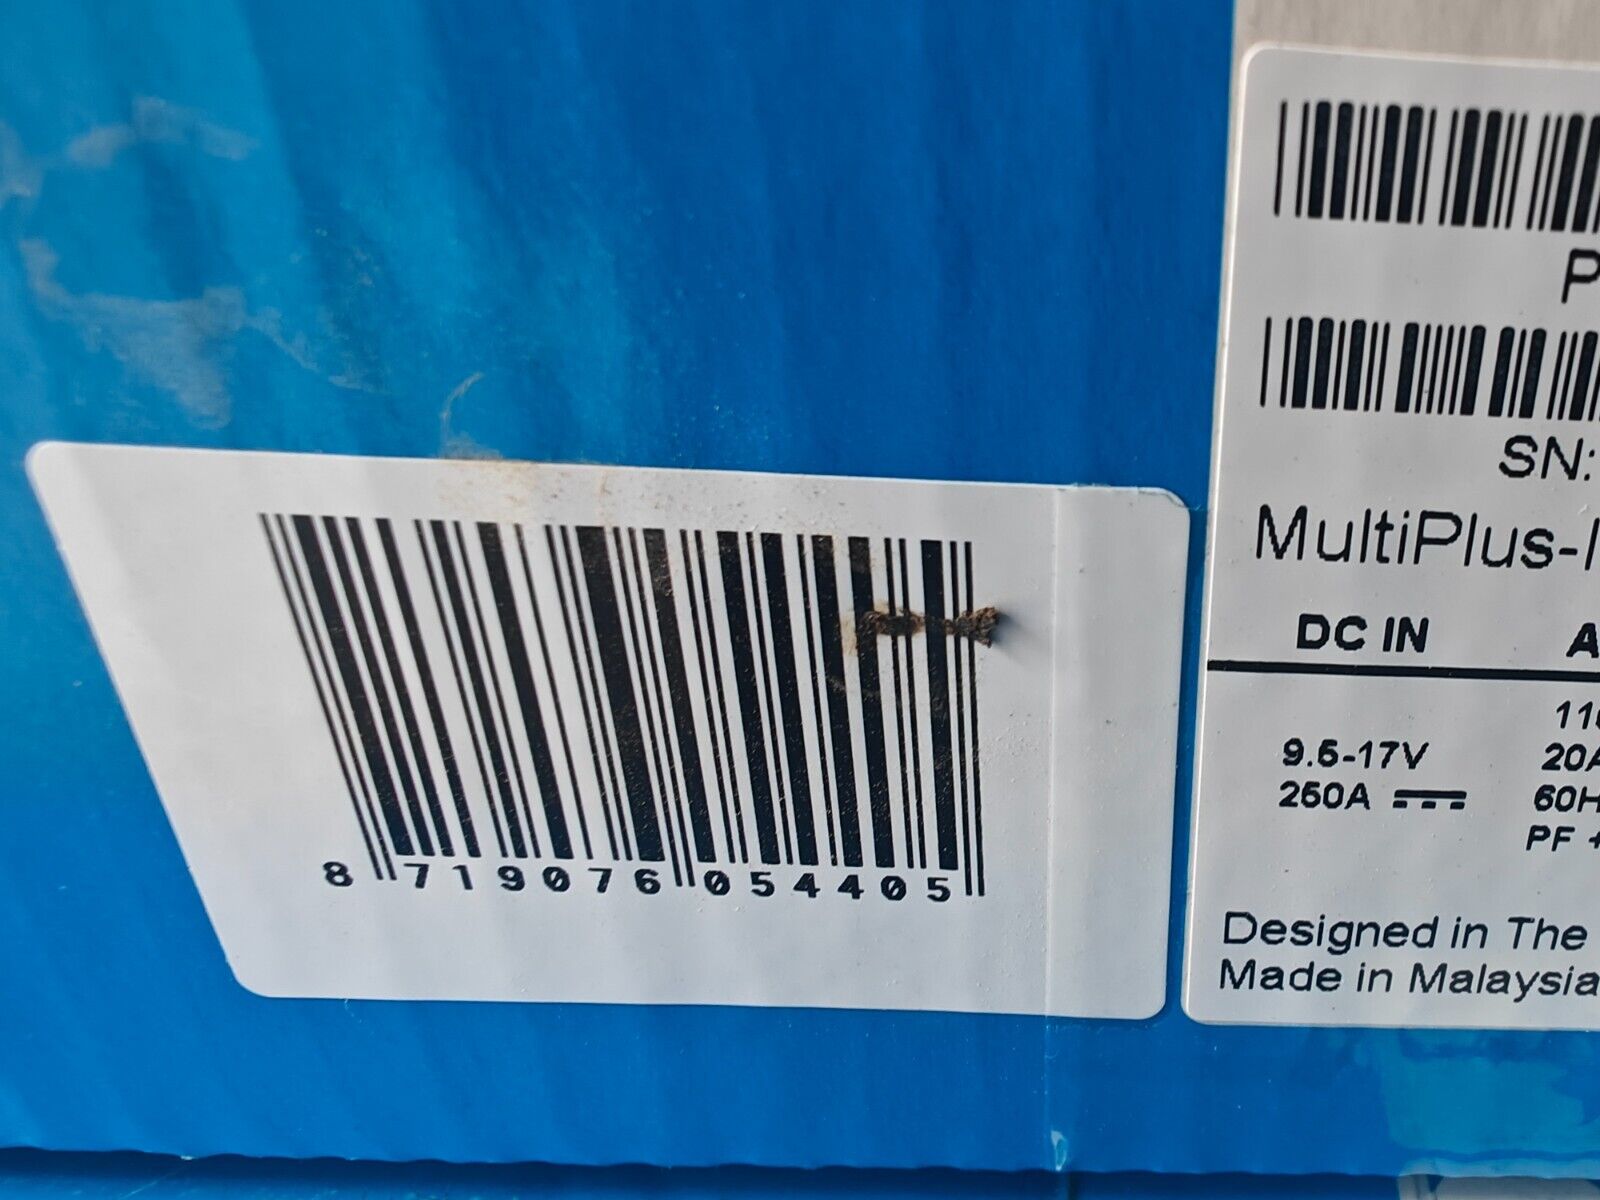 8 719076 054405
P
SN:
MultiPlus-I
DC IN A
9.5-17V
250A
11
20A
60H
PF +
Designed in The
Made in Malaysia